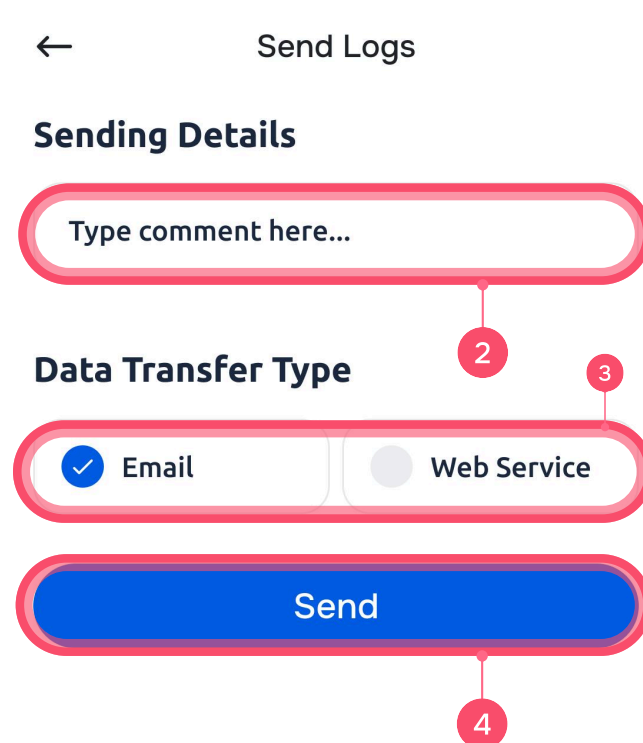 Send Logs
Sending Details
Type comment here...
2
Data Transfer Type
3
Email Web Service
Send
4